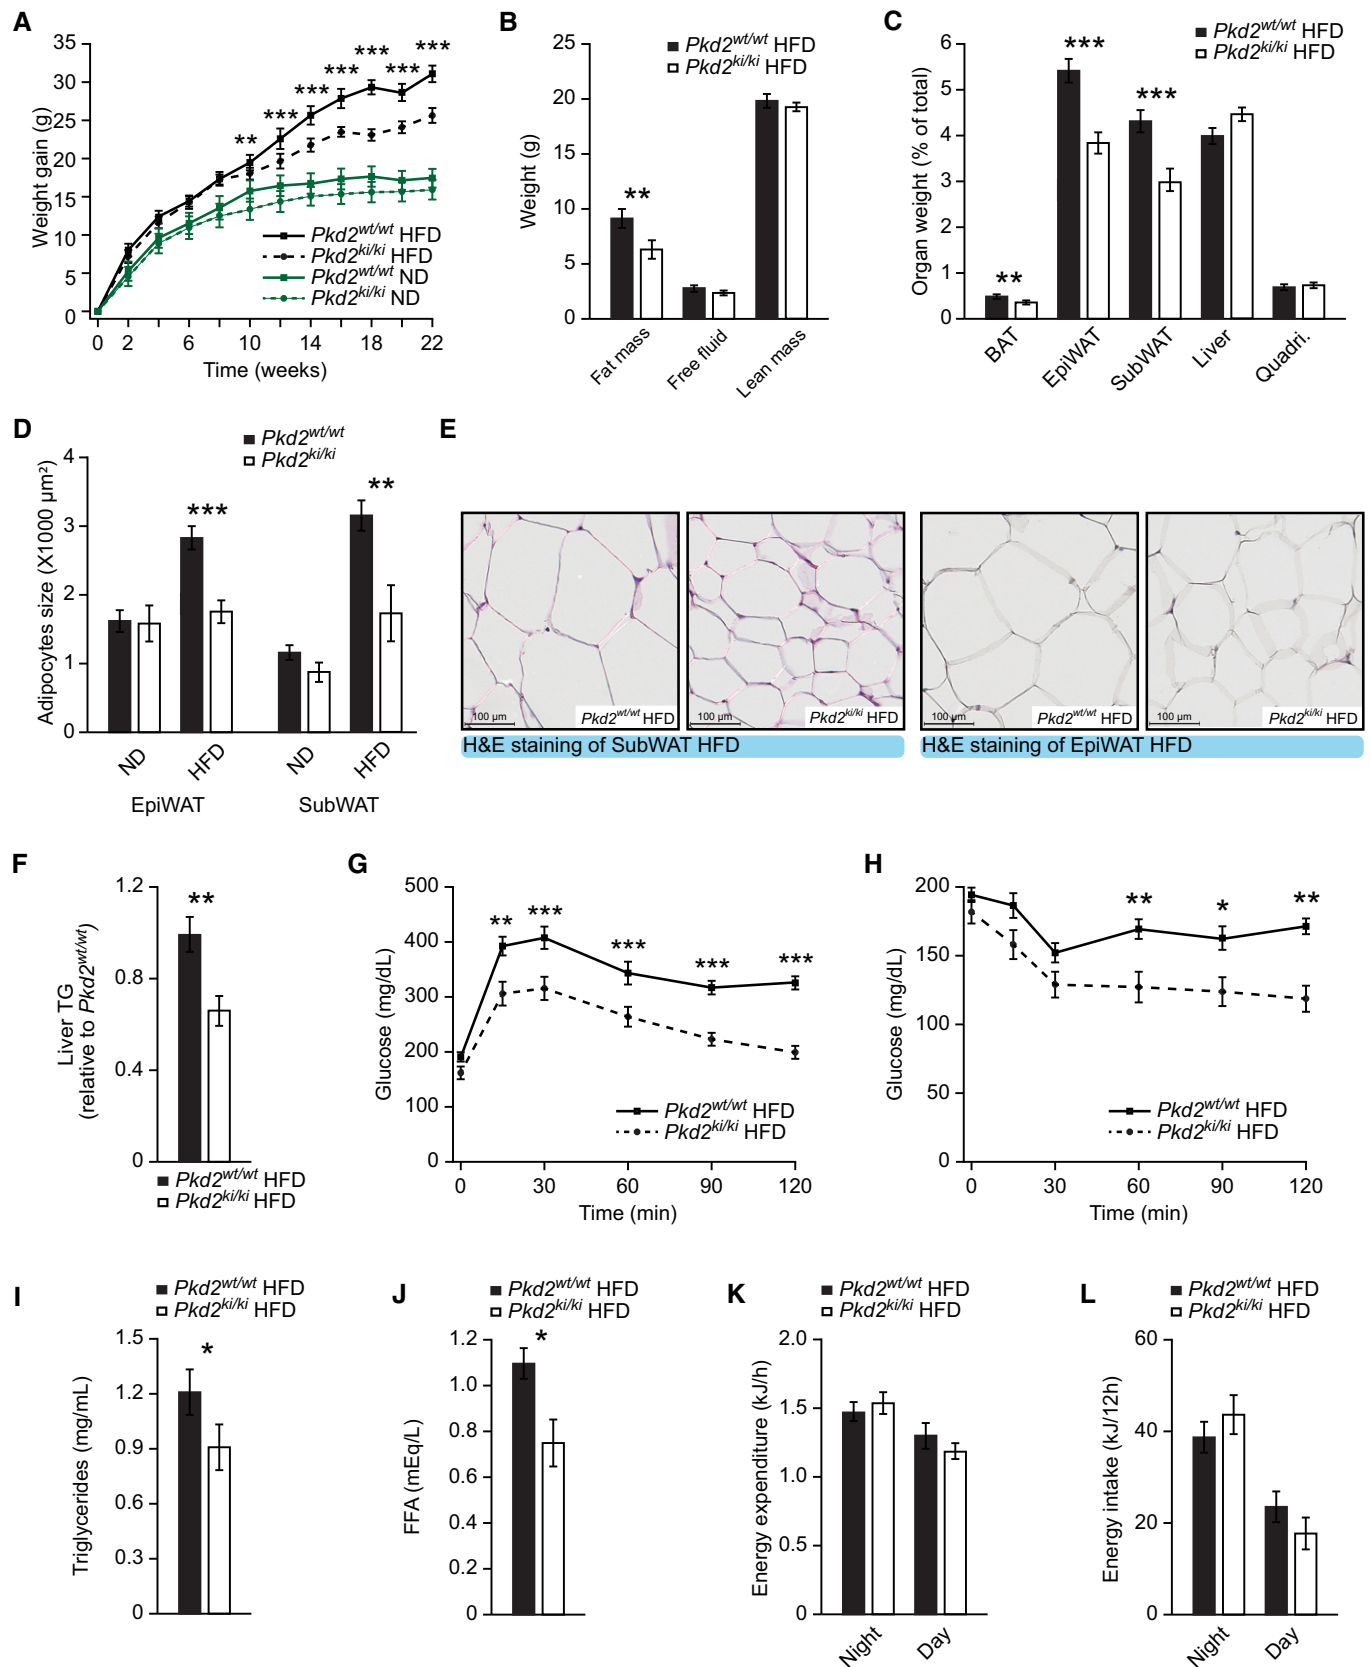 A
Weight gain (g)
35
30
25
20
15
10
5
0
** *** *** *** *** *** ***
Pkd2wt/wt HFD
Pkd2ki/ki HFD
Pkd2wt/wt ND
Pkd2ki/ki ND
0 2 6 10 14 18 22
Time (weeks)
B
Weight (g)
25
20
15
10
5
0
Pkd2wt/wt HFD
Pkd2ki/ki HFD
**
Fat mass
Free fluid
Lean mass
C
Organ weight (% of total)
6
5
4
3
2
1
0
Pkd2wt/wt HFD
Pkd2ki/ki HFD
** *** ***
BAT
EpiWAT
SubWAT
Liver
Quadri.
D
Adipocytes size (X1000 µm²)
4
3
2
1
0
Pkd2wt/wt
Pkd2ki/ki
*** **
ND HFD ND HFD
EpiWAT SubWAT
E
100 µm Pkd2wt/wt HFD
100 µm Pkd2ki/ki HFD
H&E staining of SubWAT HFD
100 µm Pkd2wt/wt HFD
100 µm Pkd2ki/ki HFD
H&E staining of EpiWAT HFD
F
Liver TG
(relative to Pkd2wt/wt)
1.2
0.8
0.4
0
**
Pkd2wt/wt HFD
Pkd2ki/ki HFD
G
Glucose (mg/dL)
500
400
300
200
100
0
** *** *** *** ***
Pkd2wt/wt HFD
Pkd2ki/ki HFD
0 30 60 90 120
Time (min)
H
Glucose (mg/dL)
200
150
100
50
0
** * **
Pkd2wt/wt HFD
Pkd2ki/ki HFD
0 30 60 90 120
Time (min)
I
Pkd2wt/wt HFD
Pkd2ki/ki HFD
Triglycerides (mg/mL)
1.5
1.2
0.9
0.6
0.3
0
*
J
Pkd2wt/wt HFD
Pkd2ki/ki HFD
FFA (mEq/L)
1.2
1.0
0.8
0.6
0.4
0.2
0
*
K
Pkd2wt/wt HFD
Pkd2ki/ki HFD
Energy expenditure (kJ/h)
2.0
1.5
1.0
0.5
0
Night
Day
L
Pkd2wt/wt HFD
Pkd2ki/ki HFD
Energy intake (kJ/12h)
60
40
20
0
Night
Day